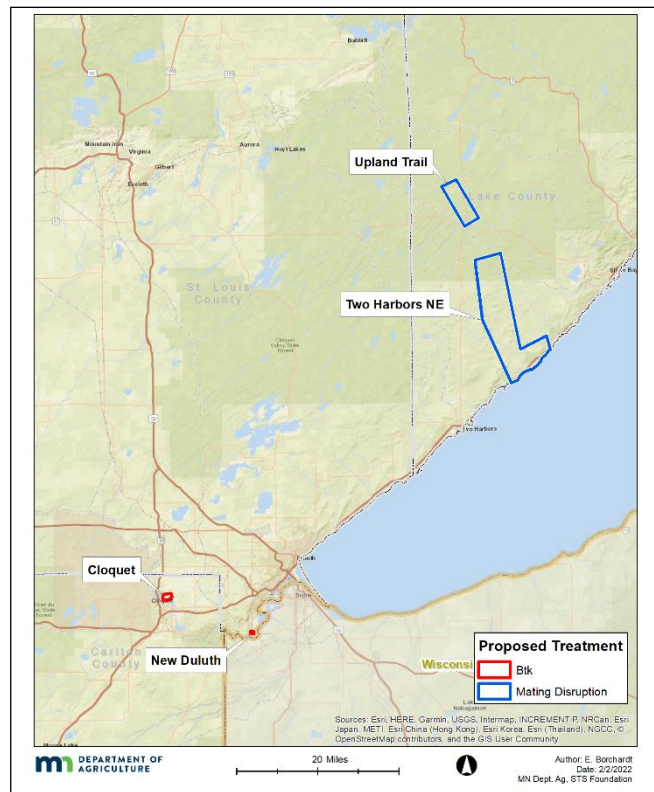 Babbitt
Mountain Iron
Virginia
Aurora
Hoyt Lakes
Gilbert
Eveleth
Upland Trail
Lake County
St. Louis
County
Two Harbors NE
Cloquet
Valley State
Forest
Two Harbors
Duluth
Cloquet
New Duluth
Carlton
County
Wisconsi
Lake
Nebagamon
Moose Lake
Proposed Treatment
Btk
Mating Disruption
Sources: Esri, HERE, Garmin, USGS, Intermap, INCREMENT P, NRCan, Esri
Japan, METI, Esri China (Hong Kong), Esri Korea, Esri (Thailand), NGCC, ©
OpenStreetMap contributors, and the GIS User Community
DEPARTMENT OF
AGRICULTURE
20 Miles
Author: E. Borchardt
Date: 2/2/2022
MN Dept. Ag, STS Foundation